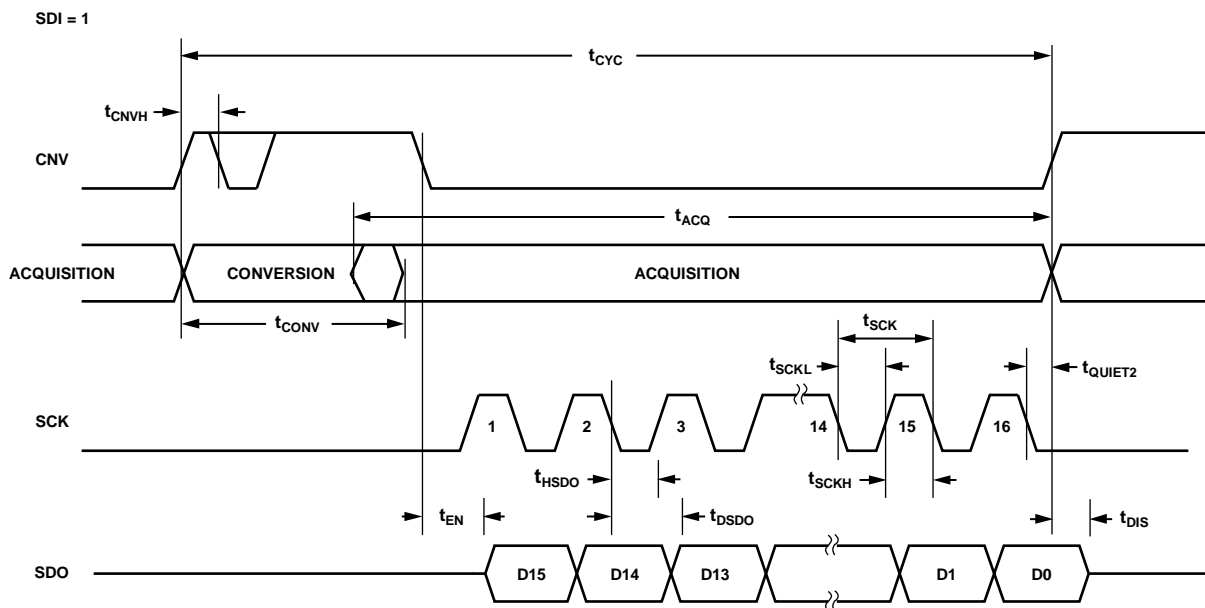 SDI = 1
tCYC
tCNVH
CNV
tACQ
ACQUISITION
CONVERSION
ACQUISITION
tCONV
tSCK
tSCKL
tQUIET2
SCK
1
2
3
14
15
16
tHSDO
tSCKH
tEN
tDSDO
tDIS
SDO
D15
D14
D13
D1
D0